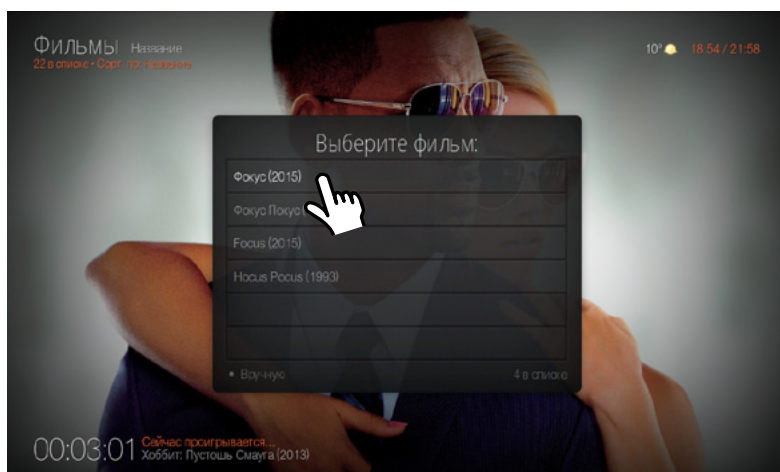 Фильмы Название
22 в списке • Сорт. по: название
10° 18:54 / 21:58
Выберите фильм:
Фокус (2015)
Фокус Покус (
Focus (2015)
Hocus Pocus (1993)
• Вручную 4 в списке
00:03:01 Сейчас проигрывается...
Хоббит: Пустошь Смауга (2013)